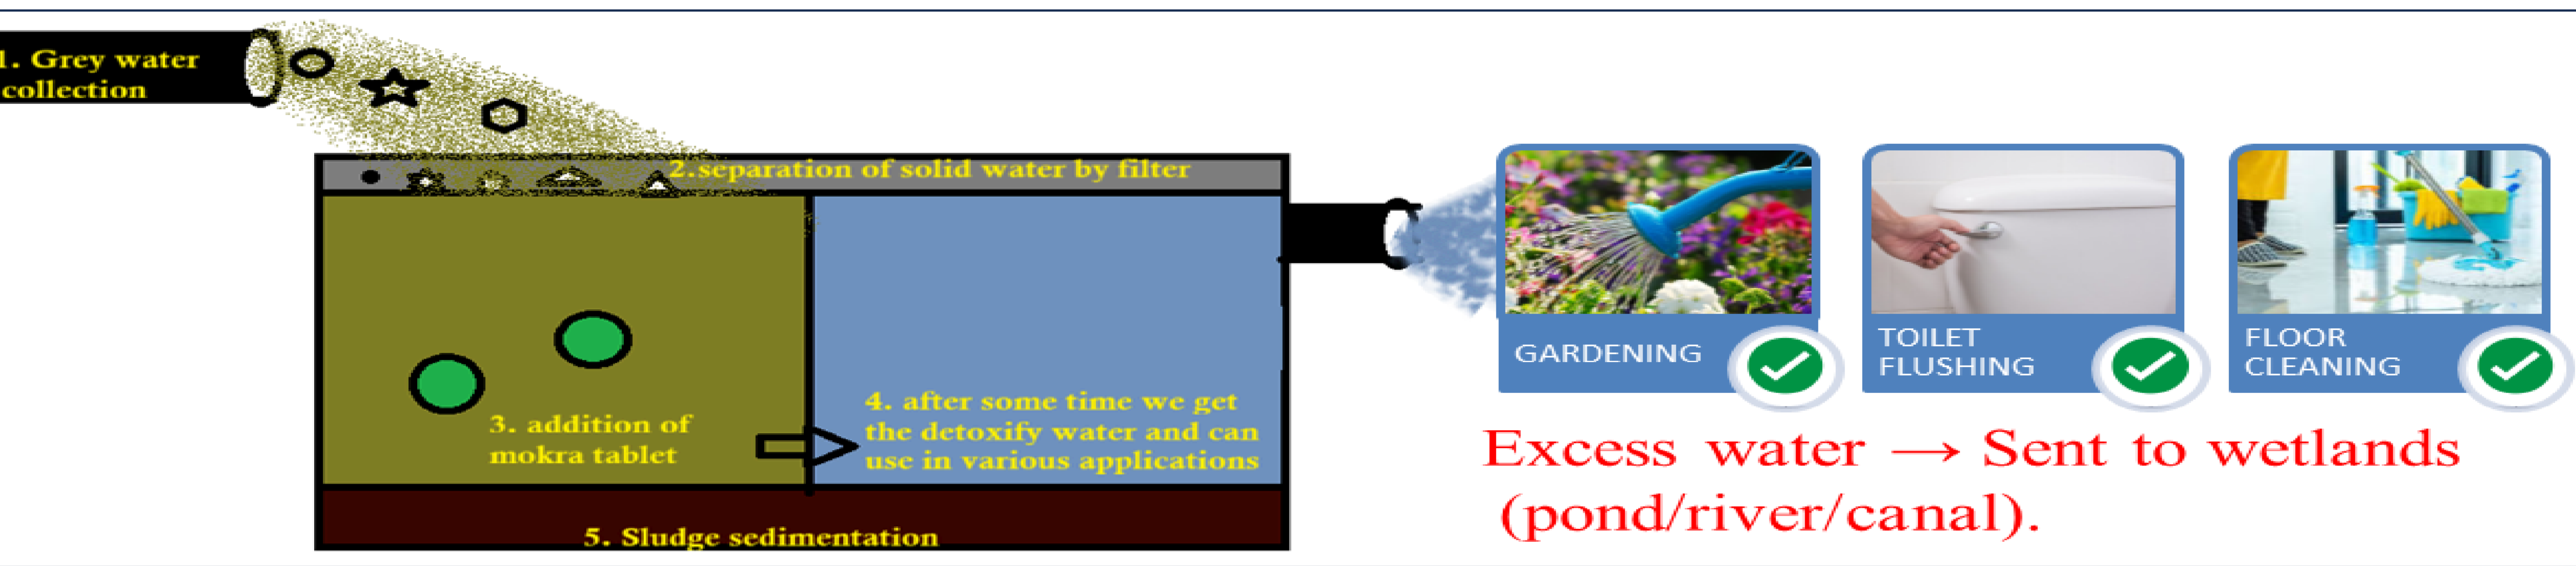 1. Grey water
collection
2.separation of solid water by filter
3. addition of
mokra tablet
4. after some time we get
the detoxify water and can
use in various applications
5. Sludge sedimentation
GARDENING
TOILET
FLUSHING
FLOOR
CLEANING
Excess water → Sent to wetlands
(pond/river/canal).